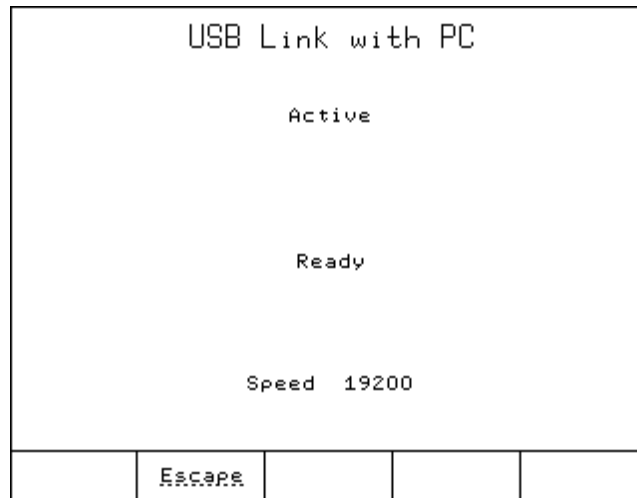 USB Link with PC
Active
Ready
Speed 19200
Escape